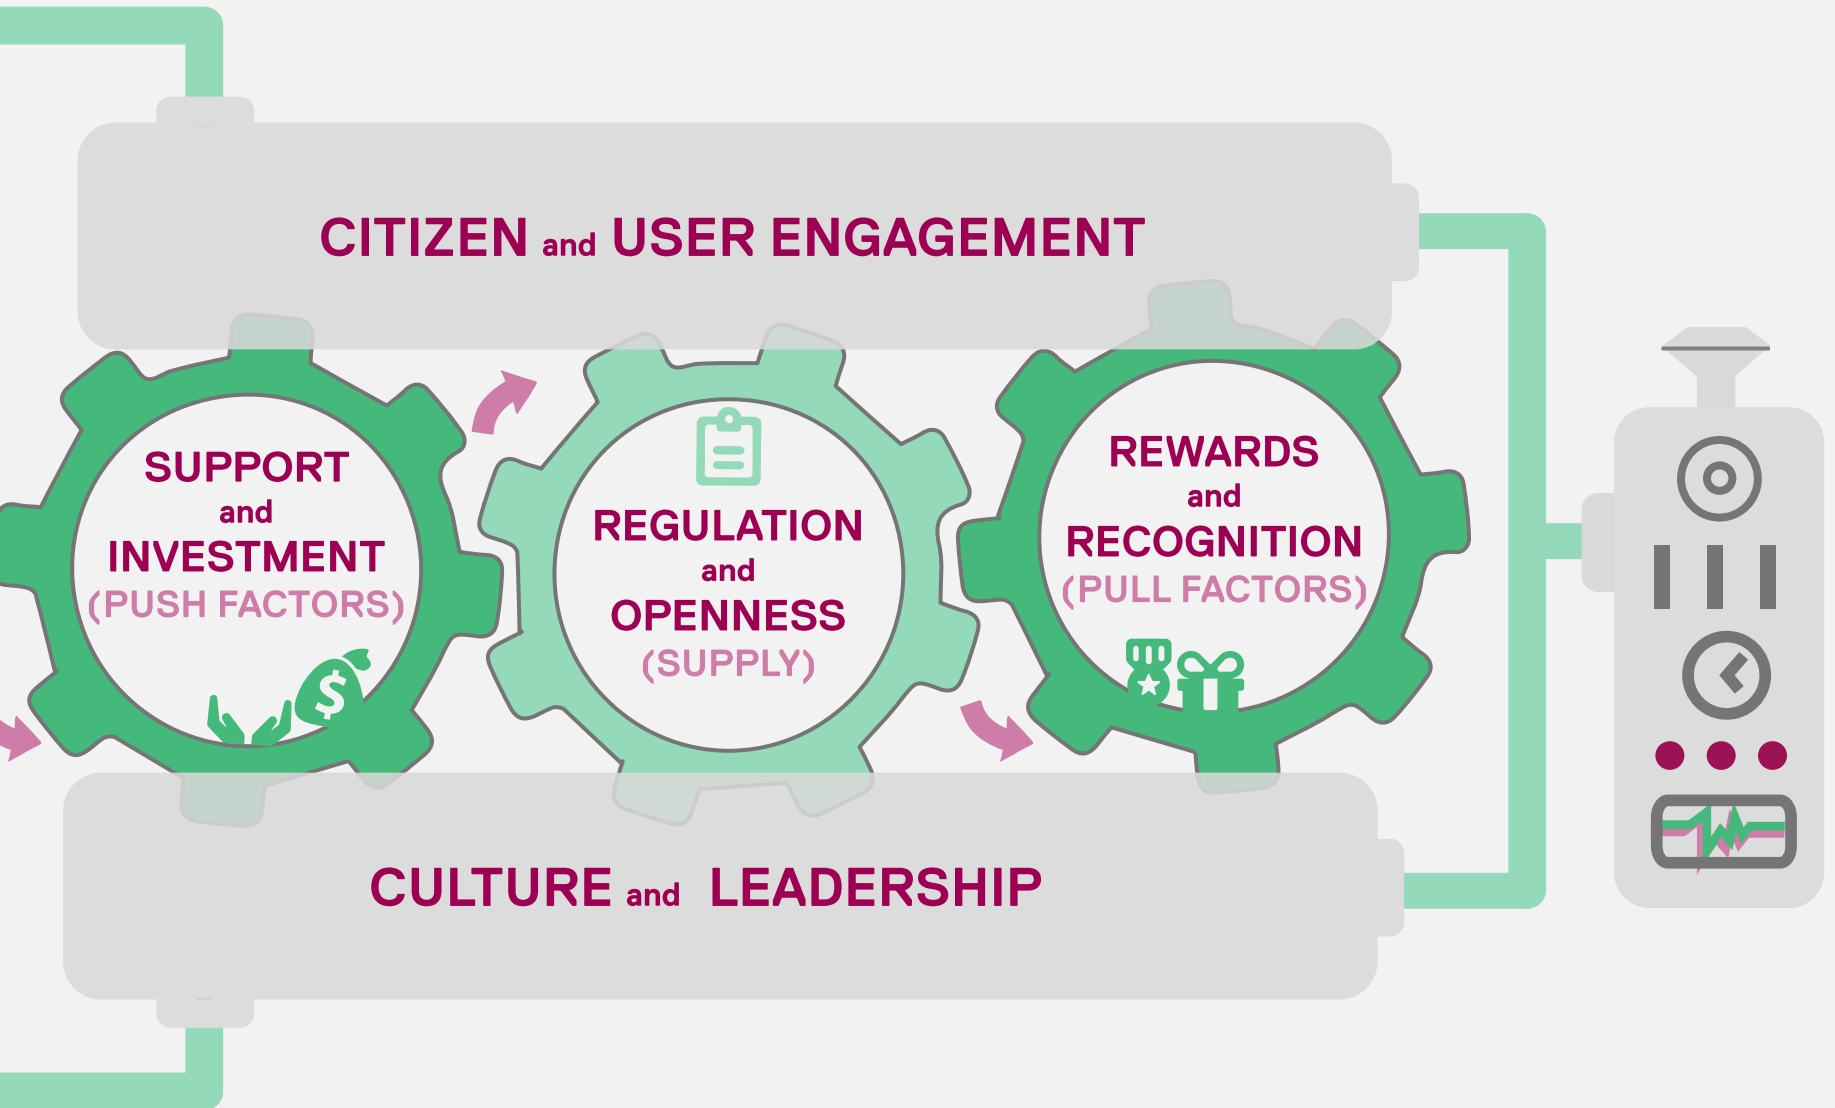 CITIZEN and USER ENGAGEMENT
SUPPORT
and
INVESTMENT
(PUSH FACTORS)
REGULATION
and
OPENNESS
(SUPPLY)
REWARDS
and
RECOGNITION
(PULL FACTORS)
$
CULTURE and LEADERSHIP